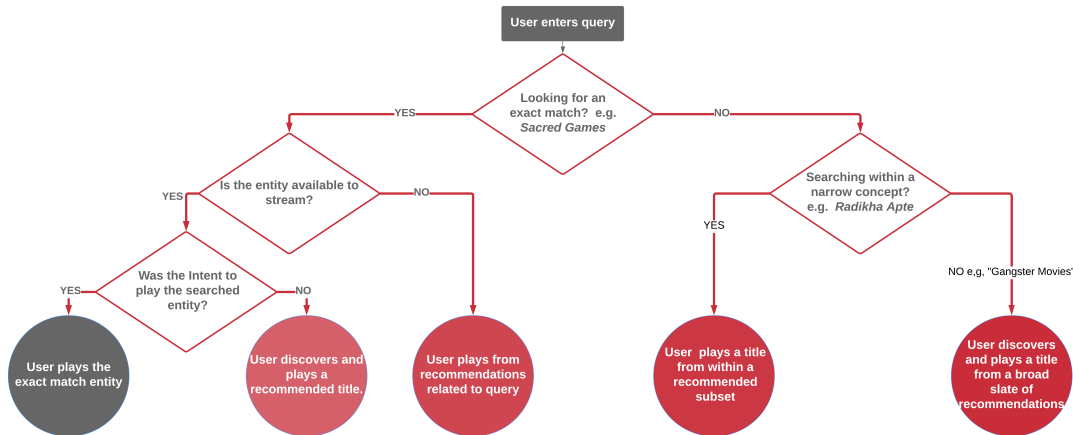 User enters query
Looking for an
exact match?  e.g.
Sacred Games
YES
NO
Is the entity available to
stream?
Searching within a
narrow concept?
e.g.  Radikha Apte
YES
NO
YES
NO e,g, "Gangster Movies'
Was the Intent to
play the searched
entity?
YES
NO
User plays the
exact match entity
User discovers and
plays a
recommended title.
User plays from
recommendations
related to query
User  plays a title
from within a
recommended
subset
User discovers
and plays a title
from a broad
slate of
recommendations